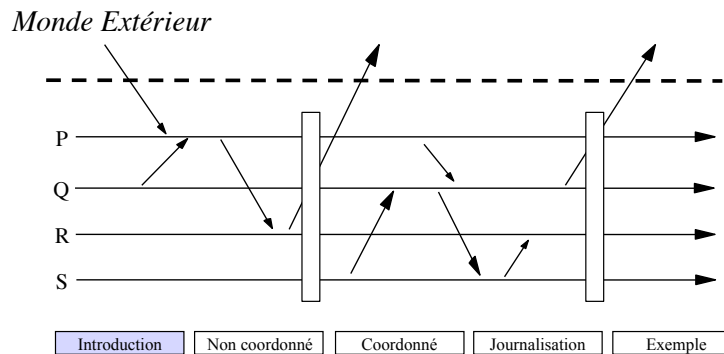 Monde Extérieur
P
Q
R
S
Introduction Non coordonné Coordonné Journalisation Exemple